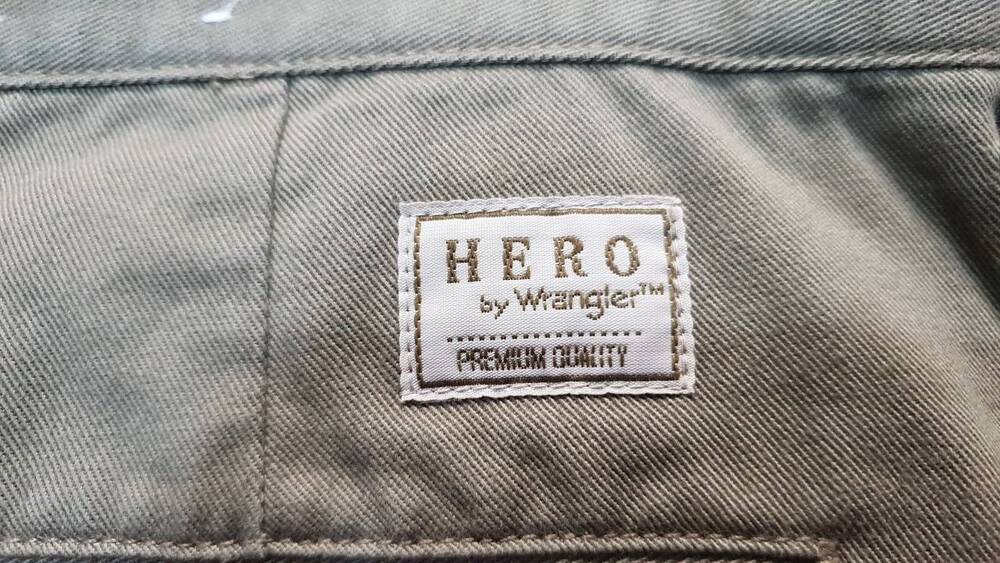 HERO
by Wrangler™
PREMIUM QUALITY